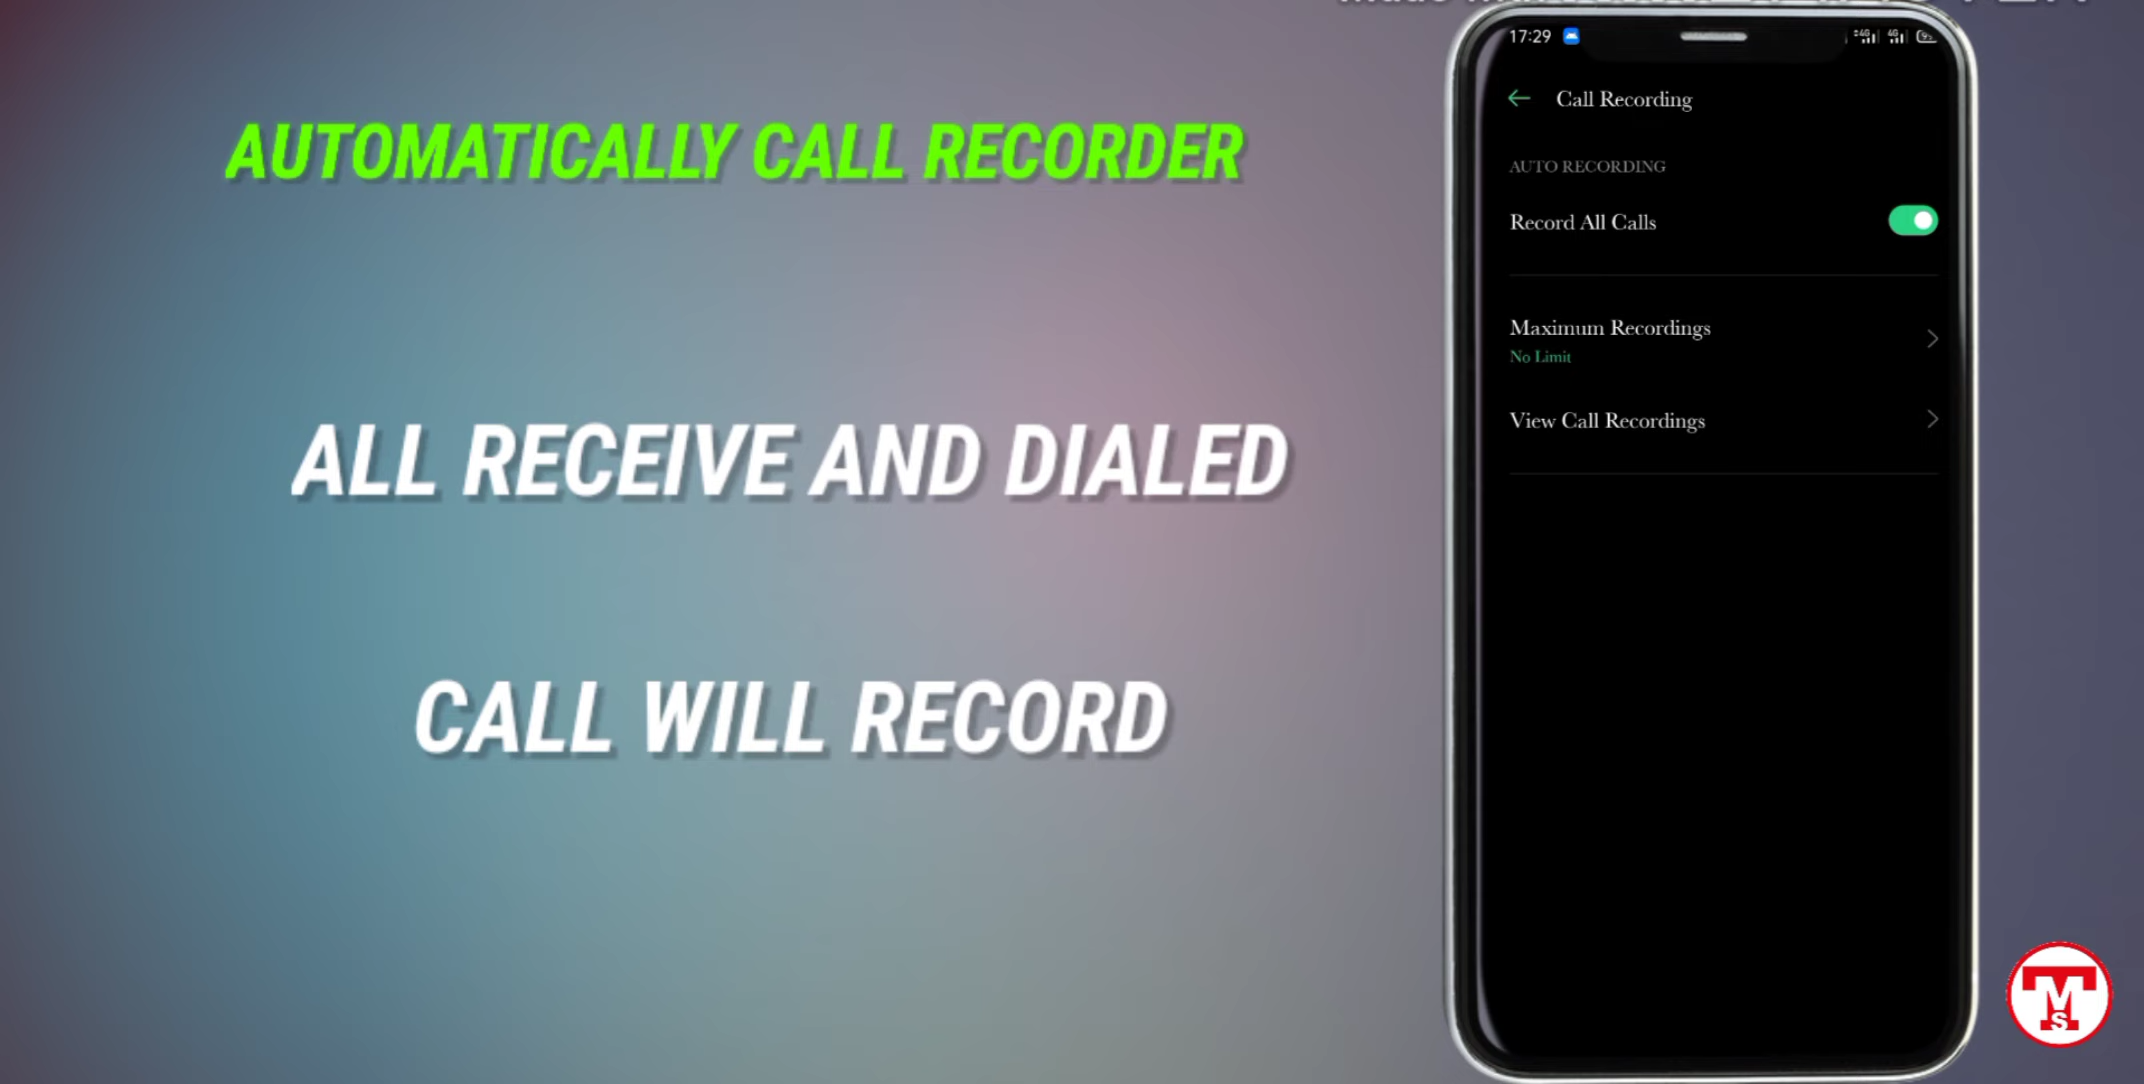 AUTOMATICALLY CALL RECORDER
ALL RECEIVE AND DIALED
CALL WILL RECORD
17:29
Call Recording
AUTO RECORDING
Record All Calls
Maximum Recordings
No Limit
View Call Recordings
TMS